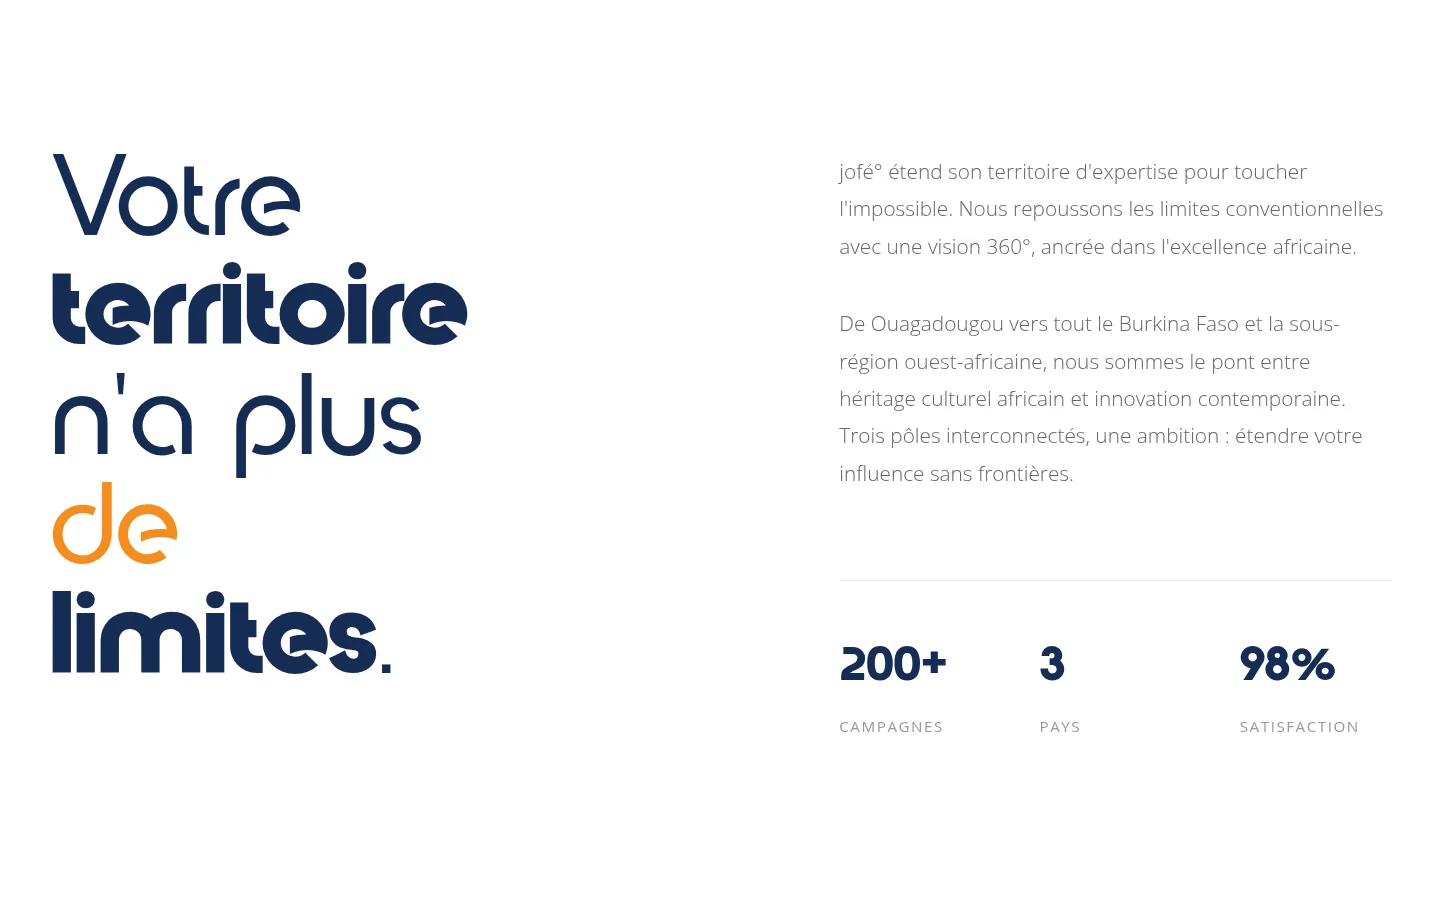 Votre
territoire
n'a plus
de
limites.
jofé° étend son territoire d'expertise pour toucher
l'impossible. Nous repoussons les limites conventionnelles
avec une vision 360°, ancrée dans l'excellence africaine.
De Ouagadougou vers tout le Burkina Faso et la sous-
région ouest-africaine, nous sommes le pont entre
héritage culturel africain et innovation contemporaine.
Trois pôles interconnectés, une ambition : étendre votre
influence sans frontières.
200+
CAMPAGNES
3
PAYS
98%
SATISFACTION